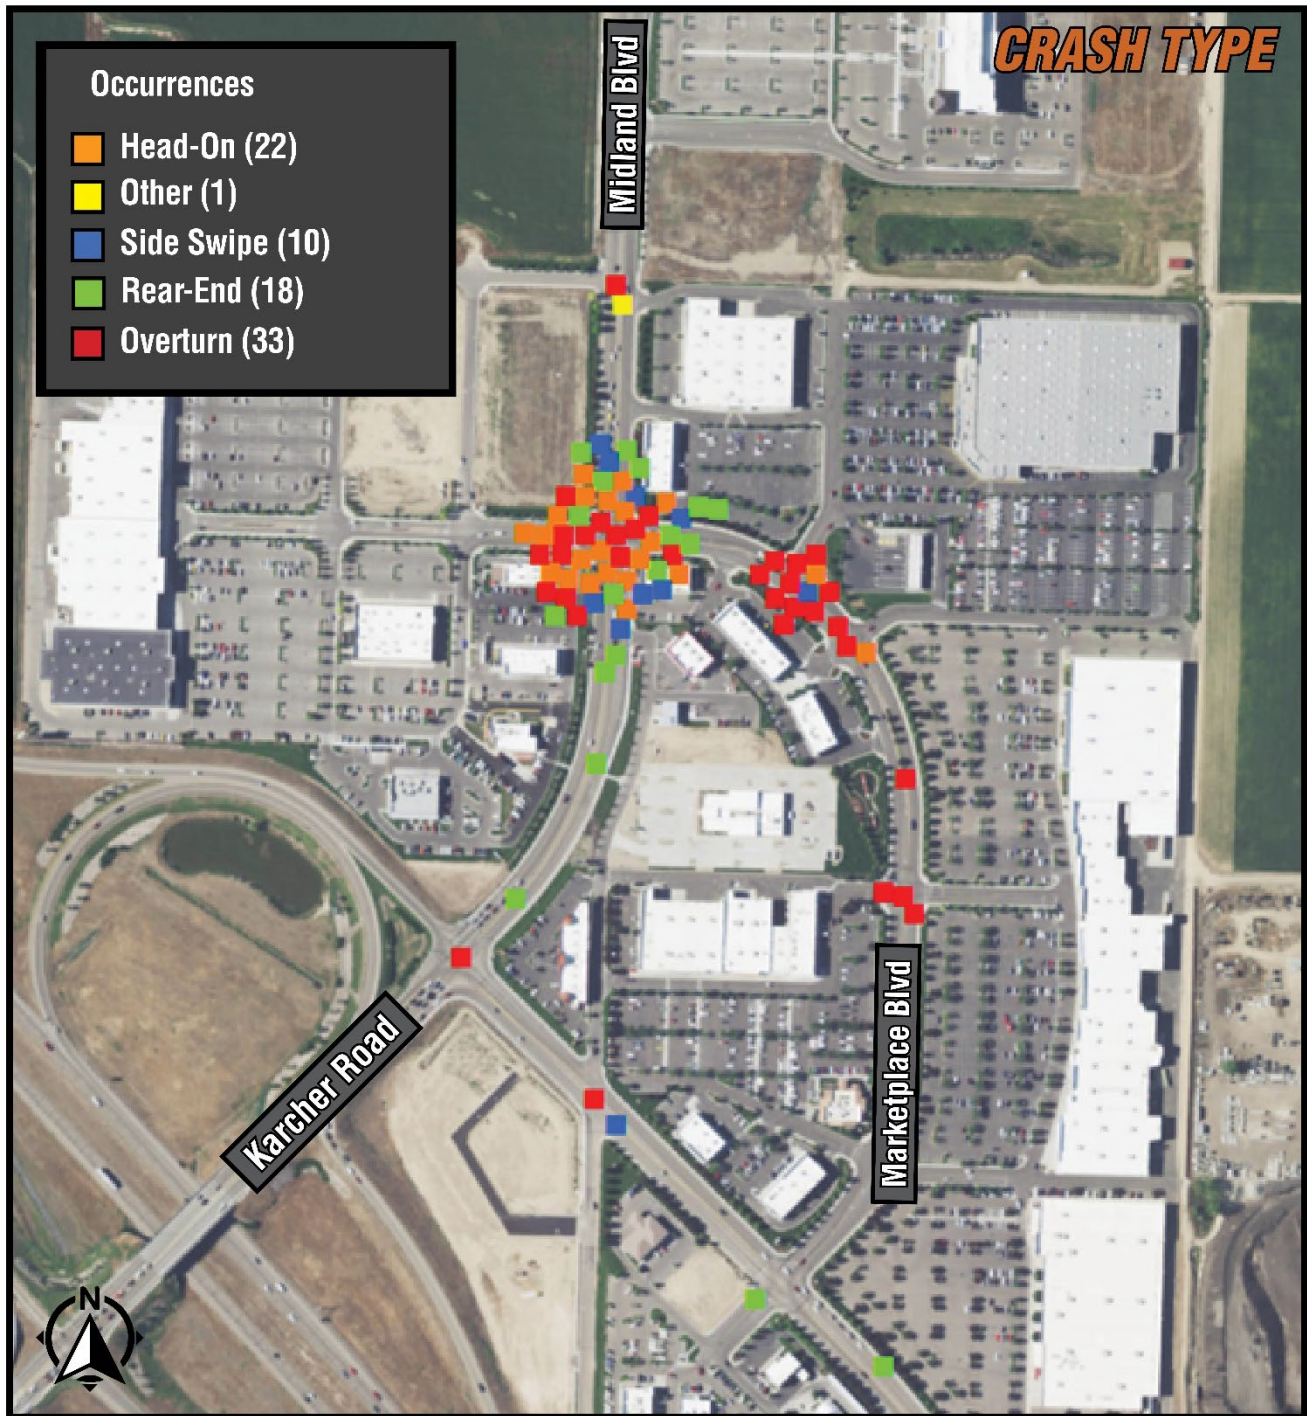 CRASH TYPE
Occurrences
Head-On (22)
Other (1)
Side Swipe (10)
Rear-End (18)
Overturn (33)
Midland Blvd
Karcher Road
Marketplace Blvd
N